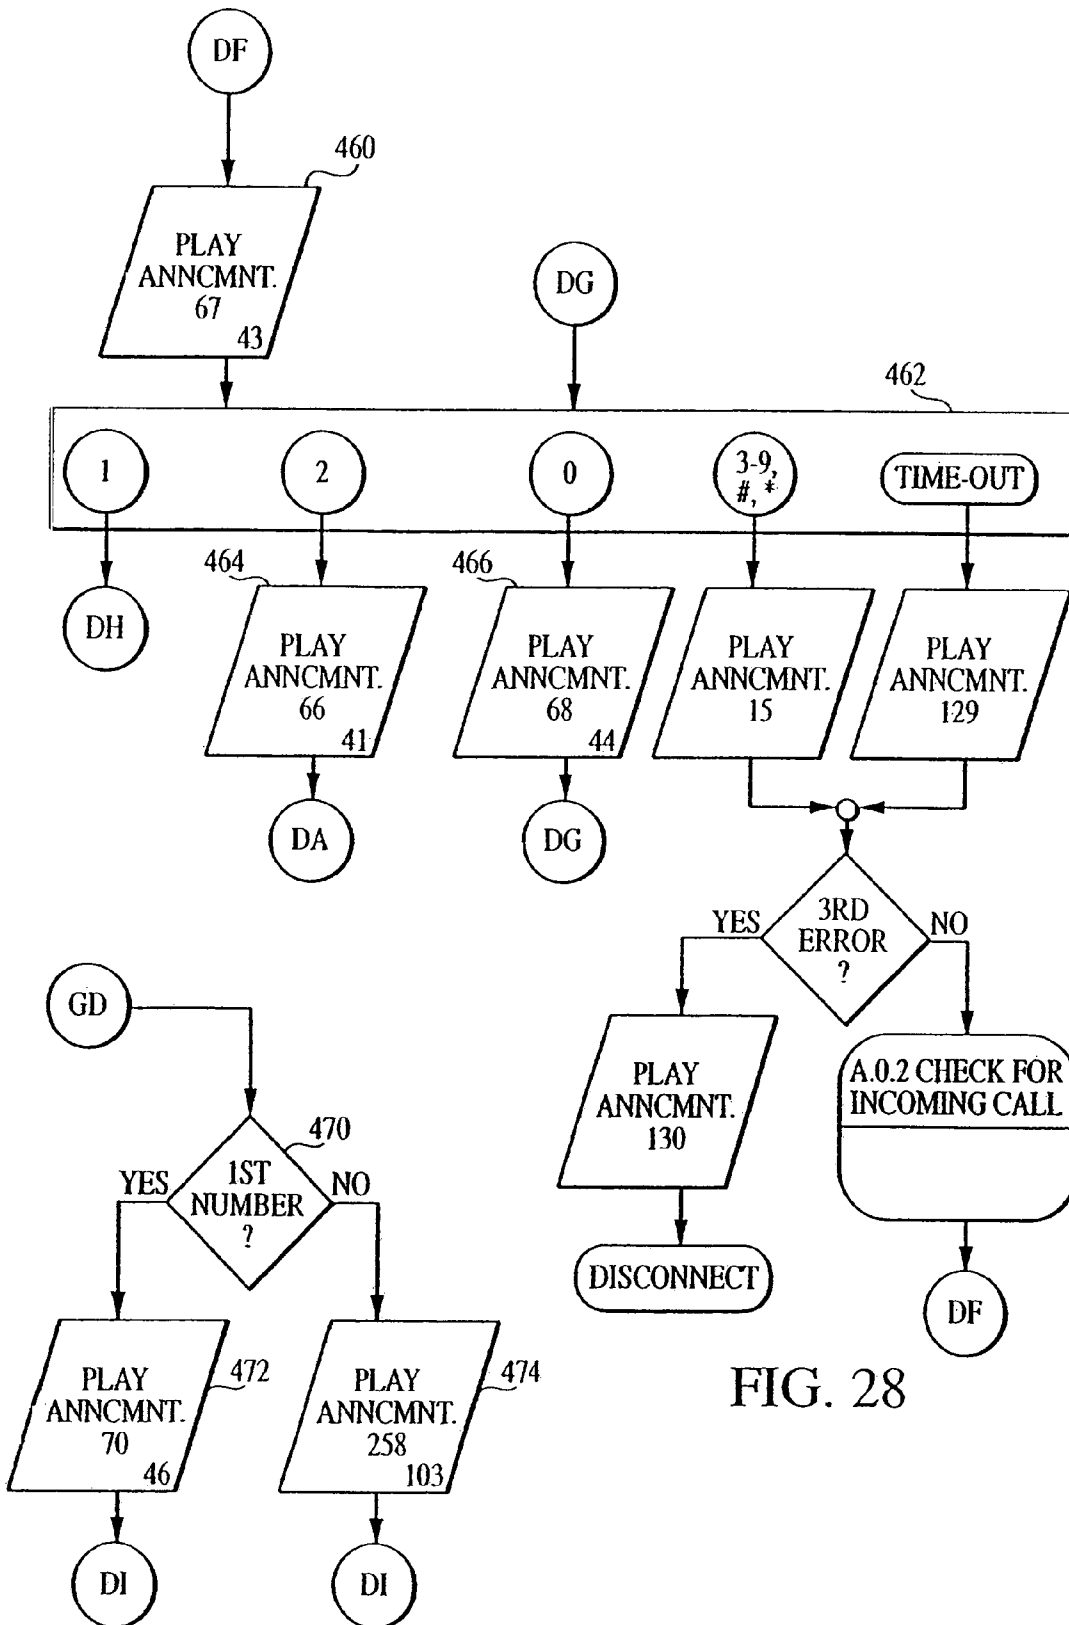 DF
460
PLAY
ANNCMNT.
67
43
DG
462
1
2
0
3-9,
#, *
TIME-OUT
464
466
DH
PLAY
ANNCMNT.
66
41
PLAY
ANNCMNT.
68
44
PLAY
ANNCMNT.
15
PLAY
ANNCMNT.
129
DA
DG
YES
3RD
ERROR
?
NO
GD
PLAY
ANNCMNT.
130
A.0.2 CHECK FOR
INCOMING CALL
470
YES
1ST
NUMBER
?
NO
DISCONNECT
DF
PLAY
ANNCMNT.
70
46
472
PLAY
ANNCMNT.
258
103
474
FIG. 28
DI
DI